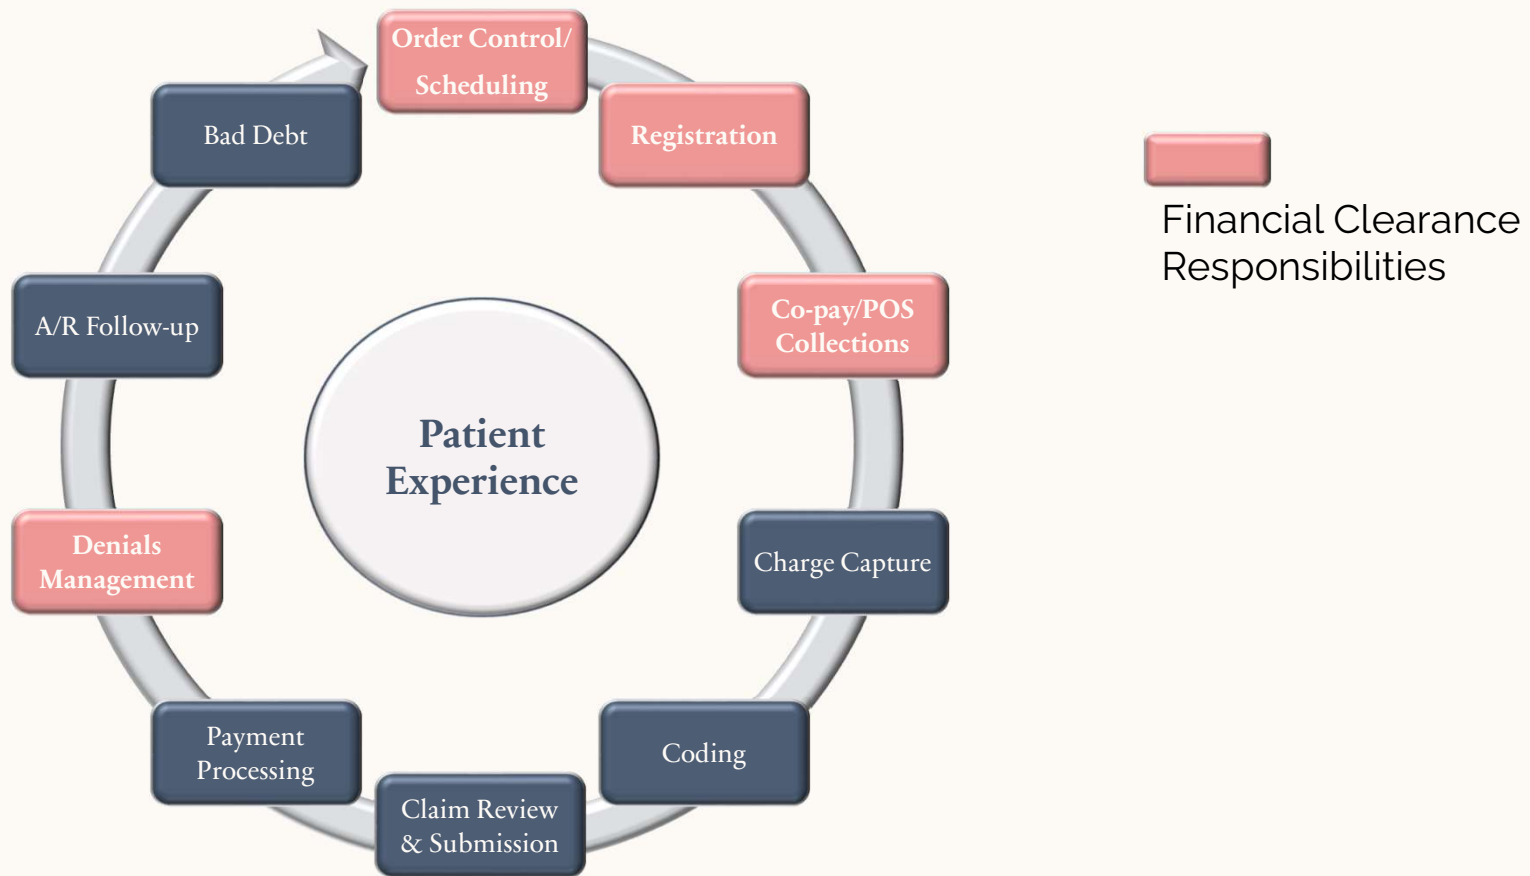 Order Control/
Scheduling
Registration
Co-pay/POS
Collections
Charge Capture
Coding
Claim Review
& Submission
Payment
Processing
Denials
Management
A/R Follow-up
Bad Debt
Patient
Experience
Financial Clearance
Responsibilities